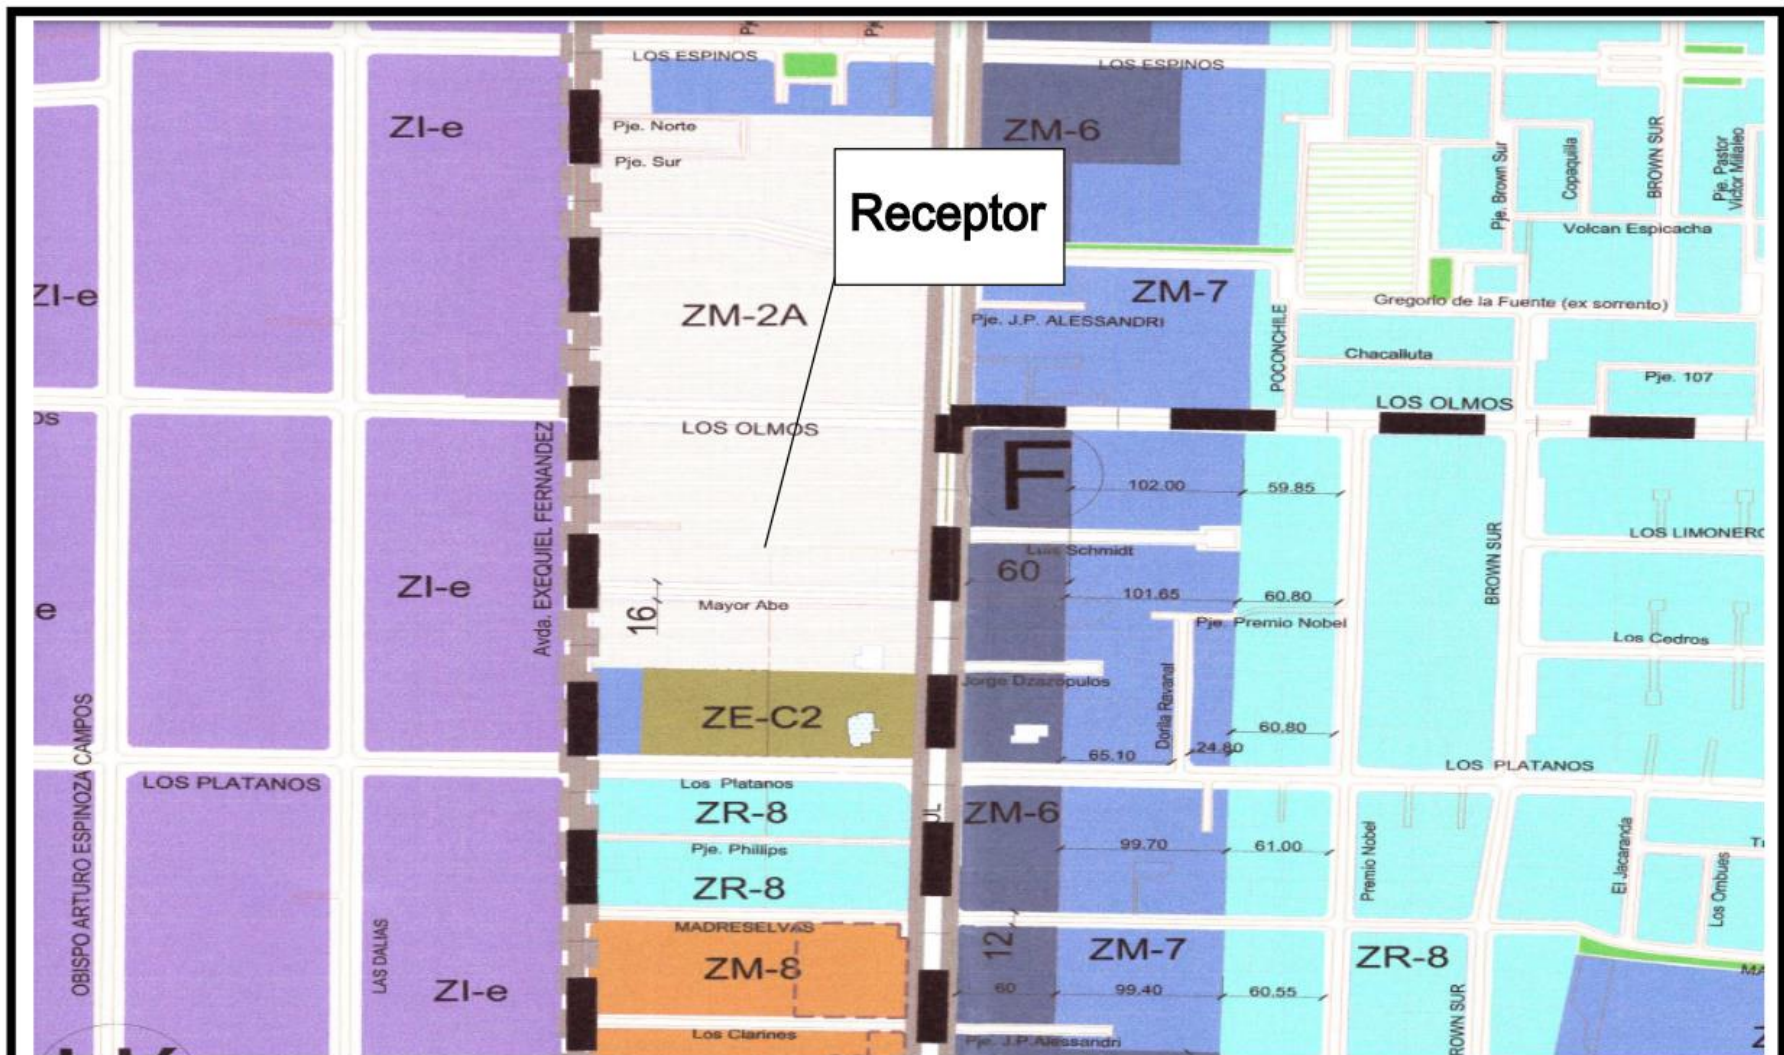 LOS ESPINOS
LOS ESPINOS
ZI-e
Pje. Norte
Pje. Sur
ZM-6
Receptor
Pje. Brown Sur
Copaquilla
BROWN SUR
Pje. Pastor
Victor Millaleo
Volcan Espicacha
ZI-e
ZM-2A
ZM-7
Pje. J.P. ALESSANDRI
POCONCHILE
Gregorio de la Fuente (ex sorrento)
Chacalluta
Pje. 107
OS
LOS OLMOS
LOS OLMOS
Avda. EXEQUIEL FERNANDEZ
F
102.00
59.85
Luis Schmidt
BROWN SUR
LOS LIMONERO
ZI-e
e
60
101.65
60.80
16
Mayor Abe
Pje. Premio Nobel
Los Cedros
Jorge Dzazopulos
Dorila Ravanal
ZE-C2
60.80
65.10
24.80
OBISPO ARTURO ESPINOZA CAMPOS
LOS PLATANOS
Los Platanos
LOS PLATANOS
ZR-8
UL
ZM-6
Pje. Phillips
99.70
61.00
Premio Nobel
El Jacaranda
Los Ombues
ZR-8
LAS DALIAS
MADRESELVAS
ZM-8
12
ZM-7
ZR-8
MA
ZI-e
60
99.40
60.55
ROWN SUR
Los Clarines
Pje. J.P.Alessandri